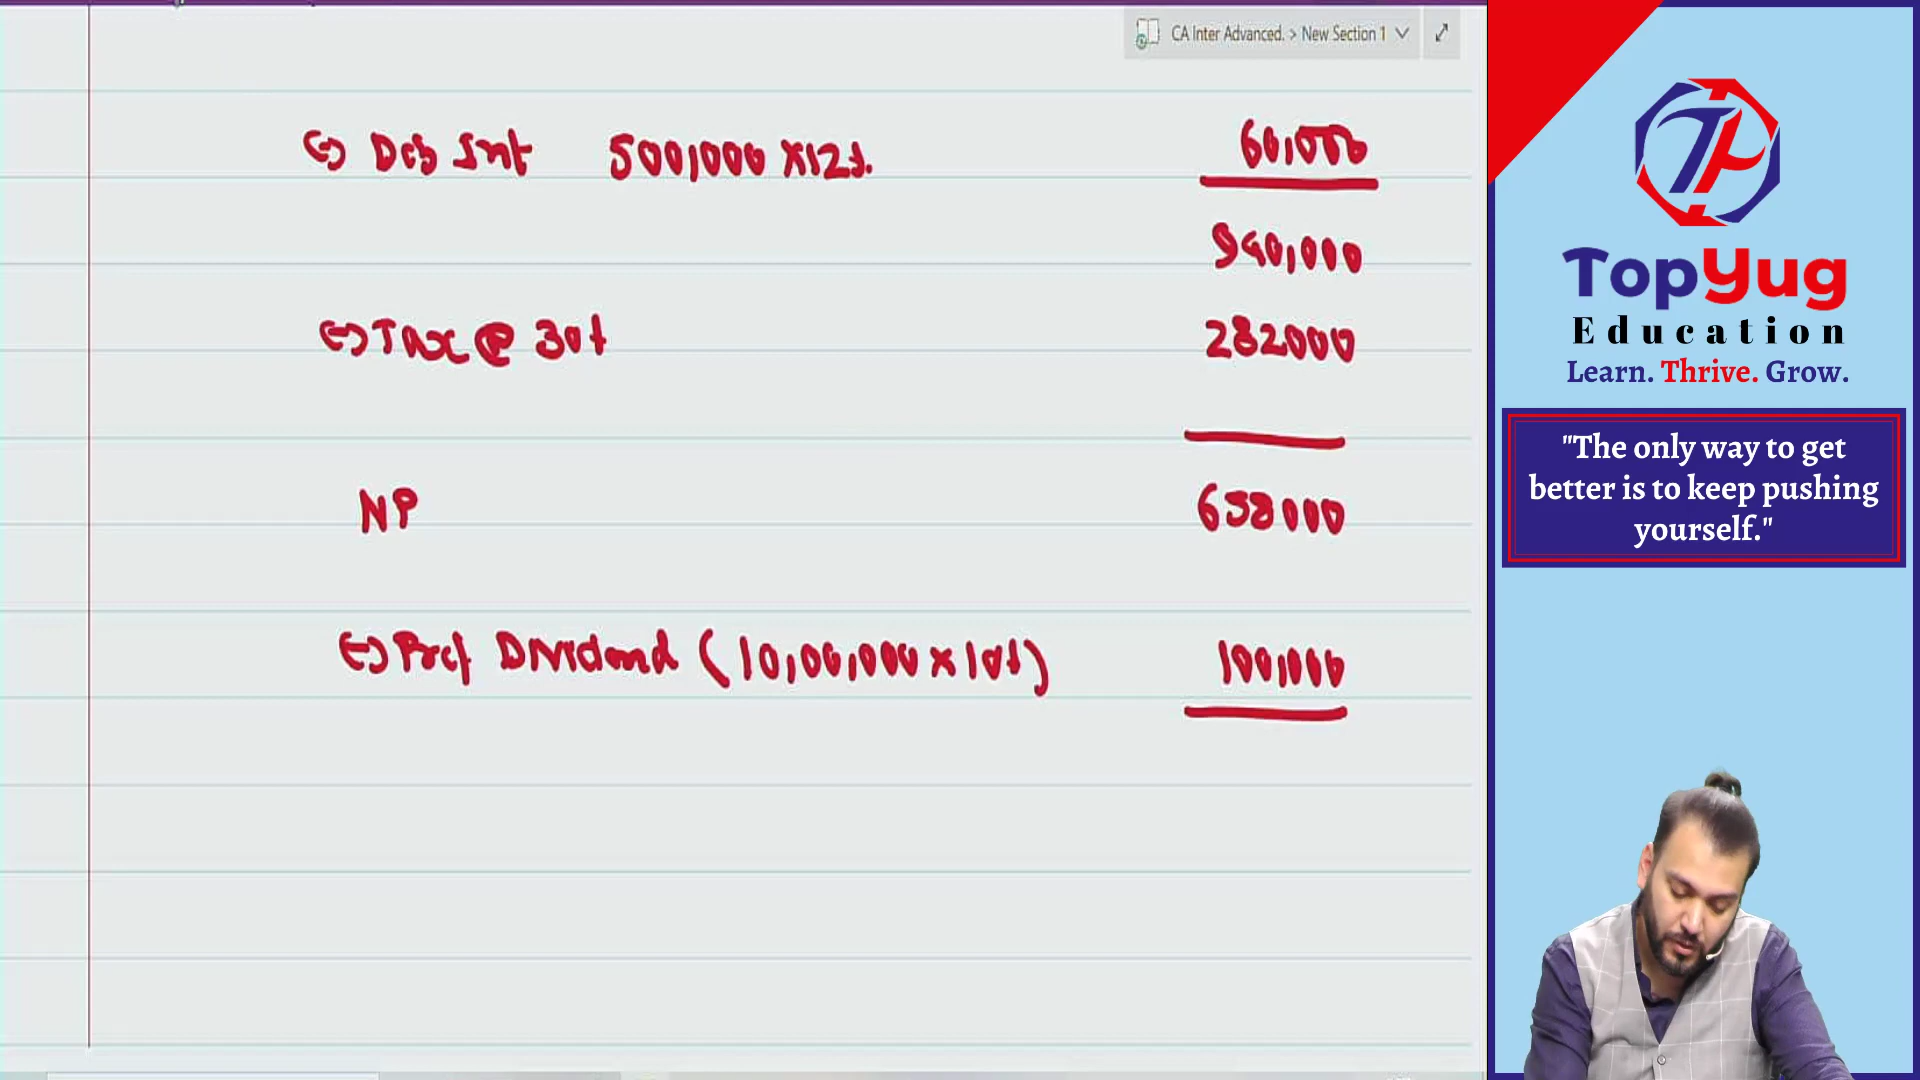 CA Inter Advanced. > New Section 1
(-) Deb Int 500,000 x 12%. 60,000
940,000
(-) Tax @ 30% 282000
NP 658000
(-) Pref Dividend (10,00,000 x 10%) 100,000
TopYug
Education
Learn. Thrive. Grow.
"The only way to get
better is to keep pushing
yourself."